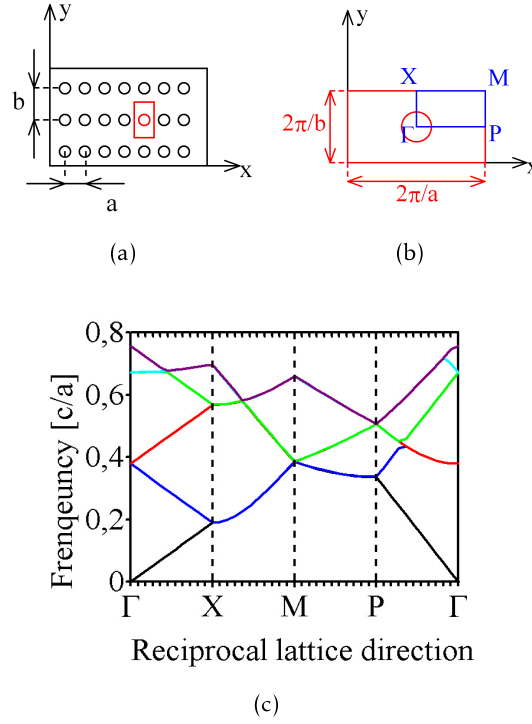 y
b
x
a
(a)
y
X
M
Γ
P
2π/b
2π/a
x
(b)
0,8
0,6
0,4
0,2
0
Frenqeuncy [c/a]
Γ
X
M
P
Γ
Reciprocal lattice direction
(c)